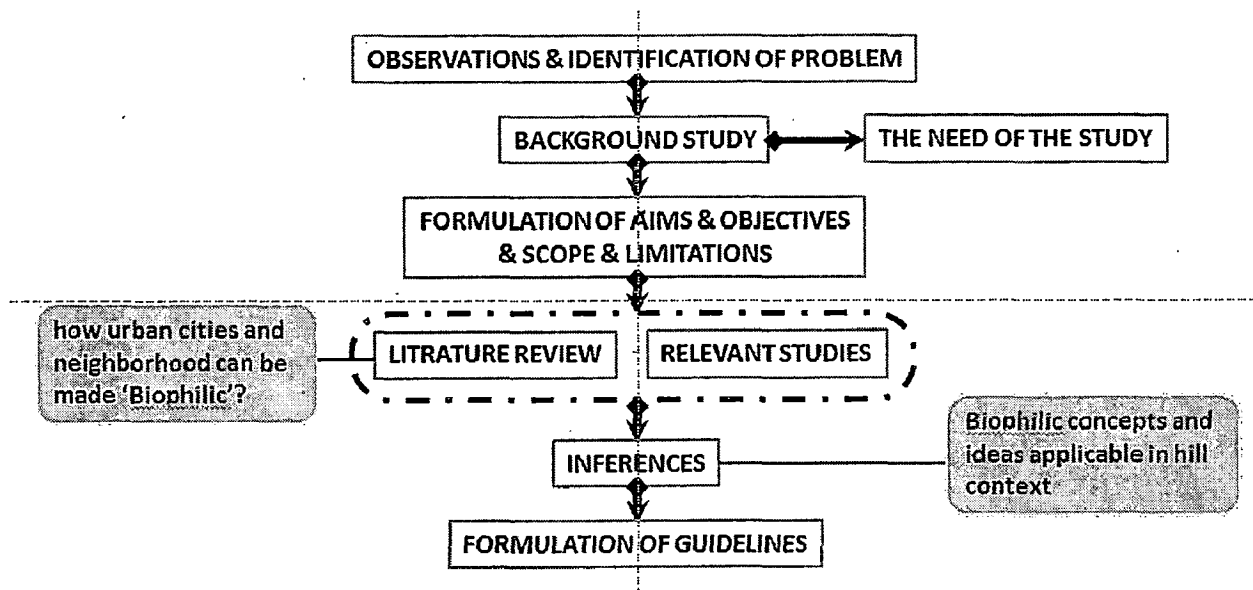 OBSERVATIONS & IDENTIFICATION OF PROBLEM
BACKGROUND STUDY
THE NEED OF THE STUDY
FORMULATION OF AIMS & OBJECTIVES
& SCOPE & LIMITATIONS
how urban cities and
neighborhood can be
made ‘Biophilic’?
LITRATURE REVIEW
RELEVANT STUDIES
Biophilic concepts and
ideas applicable in hill
context
INFERENCES
FORMULATION OF GUIDELINES